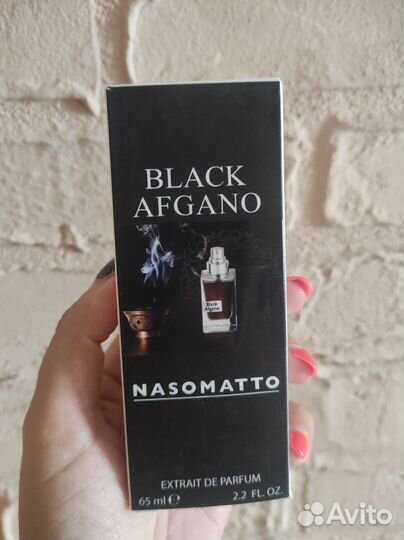 BLACK
AFGANO
Black
Afgano
NASOMATTO
EXTRAIT DE PARFUM
65 ml ℮ 2.2 FL. OZ.
Avito